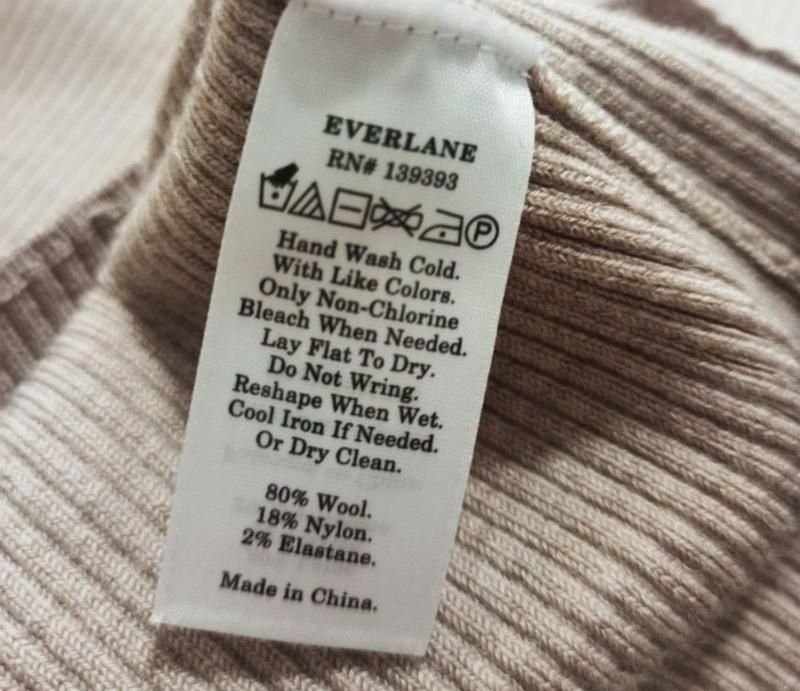 EVERLANE
RN# 139393
P
Hand Wash Cold.
With Like Colors.
Only Non-Chlorine
Bleach When Needed.
Lay Flat To Dry.
Do Not Wring.
Reshape When Wet.
Cool Iron If Needed.
Or Dry Clean.
80% Wool.
18% Nylon.
2% Elastane.
Made in China.